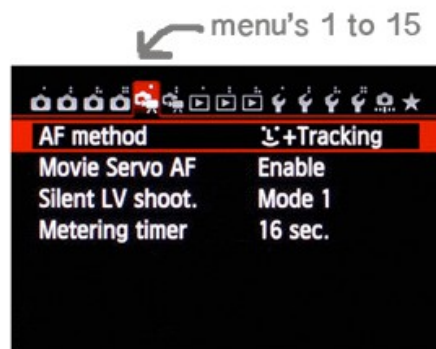 menu's 1 to 15
AF method +Tracking
Movie Servo AF Enable
Silent LV shoot. Mode 1
Metering timer 16 sec.